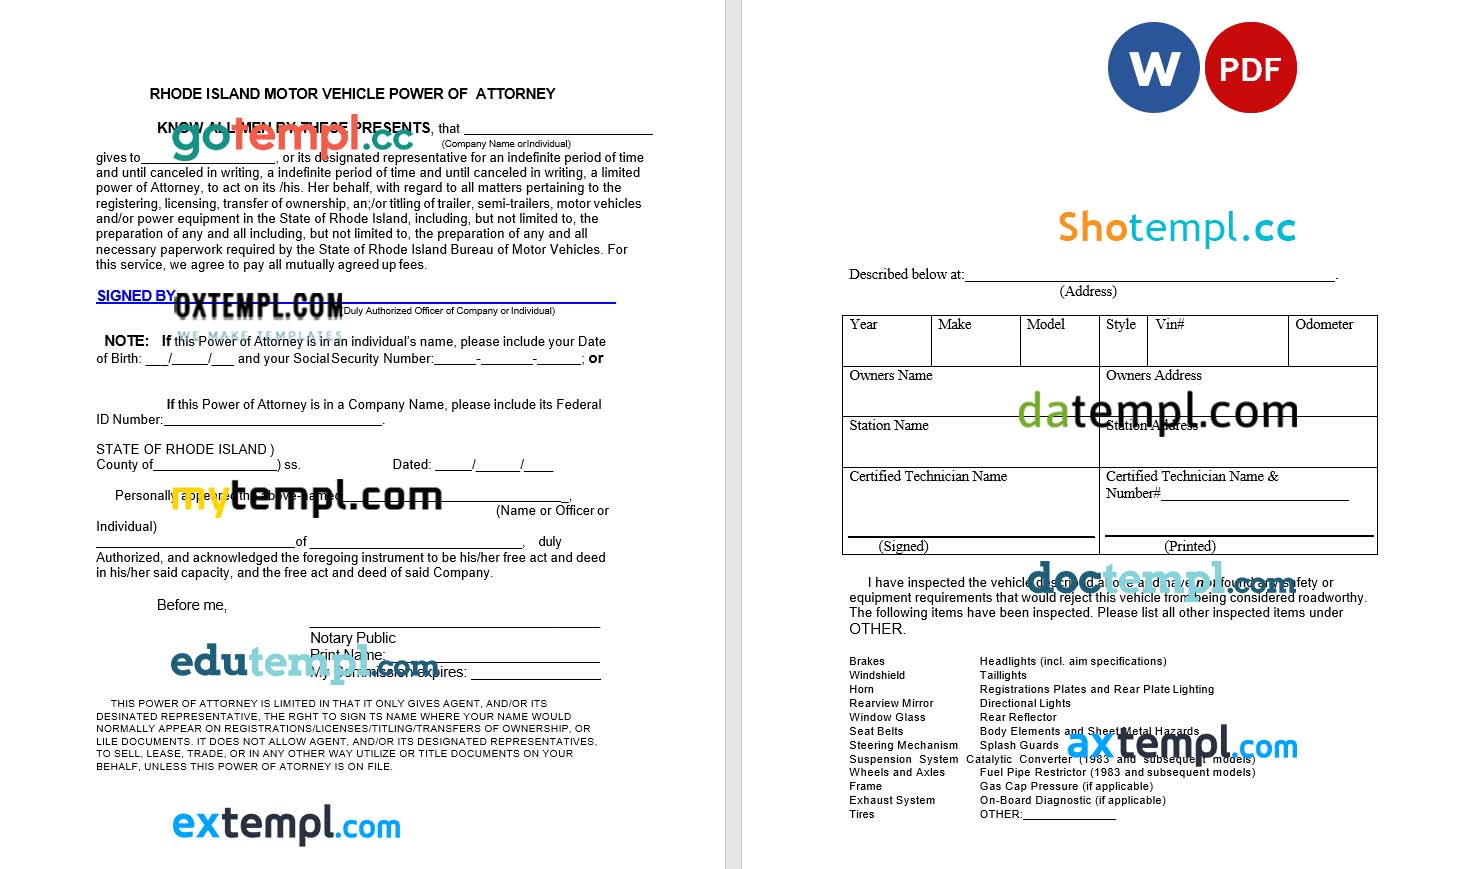 RHODE ISLAND MOTOR VEHICLE POWER OF ATTORNEY
KNOW ALL MEN BY THESE PRESENTS, that ____________________
gotempl.cc
(Company Name or Individual)
gives to____________________, or its designated representative for an indefinite period of time
and until canceled in writing, a indefinite period of time and until canceled in writing, a limited
power of Attorney, to act on its /his. Her behalf, with regard to all matters pertaining to the
registering, licensing, transfer of ownership, an;/or titling of trailer, semi-trailers, motor vehicles
and/or power equipment in the State of Rhode Island, including, but not limited to, the
preparation of any and all including, but not limited to, the preparation of any and all
necessary paperwork required by the State of Rhode Island Bureau of Motor Vehicles. For
this service, we agree to pay all mutually agreed up fees.
SIGNED BY
OXTEMPL.COM
WE MAKE TEMPLATES
(Duly Authorized Officer of Company or Individual)
NOTE: If this Power of Attorney is in an individual's name, please include your Date
of Birth: ___/_____/___ and your Social Security Number:______-_______-______; or
If this Power of Attorney is in a Company Name, please include its Federal
ID Number:______________________________.
STATE OF RHODE ISLAND )
County of_________________) ss. Dated: _____/______/____
Personally appeared the above-named______________________________,
mytempl.com
(Name or Officer or
Individual)
___________________________of _____________________________, duly
Authorized, and acknowledged the foregoing instrument to be his/her free act and deed
in his/her said capacity, and the free act and deed of said Company.
Before me,
Notary Public
Print Name:____________________________
edutempl.com
My Commission expires: _________________
THIS POWER OF ATTORNEY IS LIMITED IN THAT IT ONLY GIVES AGENT, AND/OR ITS
DESINATED REPRESENTATIVE, THE RGHT TO SIGN TS NAME WHERE YOUR NAME WOULD
NORMALLY APPEAR ON REGISTRATIONS/LICENSES/TITLING/TRANSFERS OF OWNERSHIP, OR
LILE DOCUMENTS. IT DOES NOT ALLOW AGENT, AND/OR ITS DESIGNATED REPRESENTATIVES,
TO SELL, LEASE, TRADE, OR IN ANY OTHER WAY UTILIZE OR TITLE DOCUMENTS ON YOUR
BEHALF, UNLESS THIS POWER OF ATORNEY IS ON FILE.
extempl.com
W PDF
Shotempl.cc
Described below at:__________________________________________________.
(Address)
Year Make Model Style Vin# Odometer
Owners Name Owners Address
datempl.com
Station Name Station Address
Certified Technician Name Certified Technician Name &
Number#_________________________
(Signed) (Printed)
I have inspected the vehicle described above and have not found any safety or
doctempl.com
equipment requirements that would reject this vehicle from being considered roadworthy.
The following items have been inspected. Please list all other inspected items under
OTHER.
Brakes Headlights (incl. aim specifications)
Windshield Taillights
Horn Registrations Plates and Rear Plate Lighting
Rearview Mirror Directional Lights
Window Glass Rear Reflector
Seat Belts Body Elements and Sheet Metal Hazards
Steering Mechanism Splash Guards
axtempl.com
Suspension System Catalytic Converter (1983 and subsequent models)
Wheels and Axles Fuel Pipe Restrictor (1983 and subsequent models)
Frame Gas Cap Pressure (if applicable)
Exhaust System On-Board Diagnostic (if applicable)
Tires OTHER:_______________